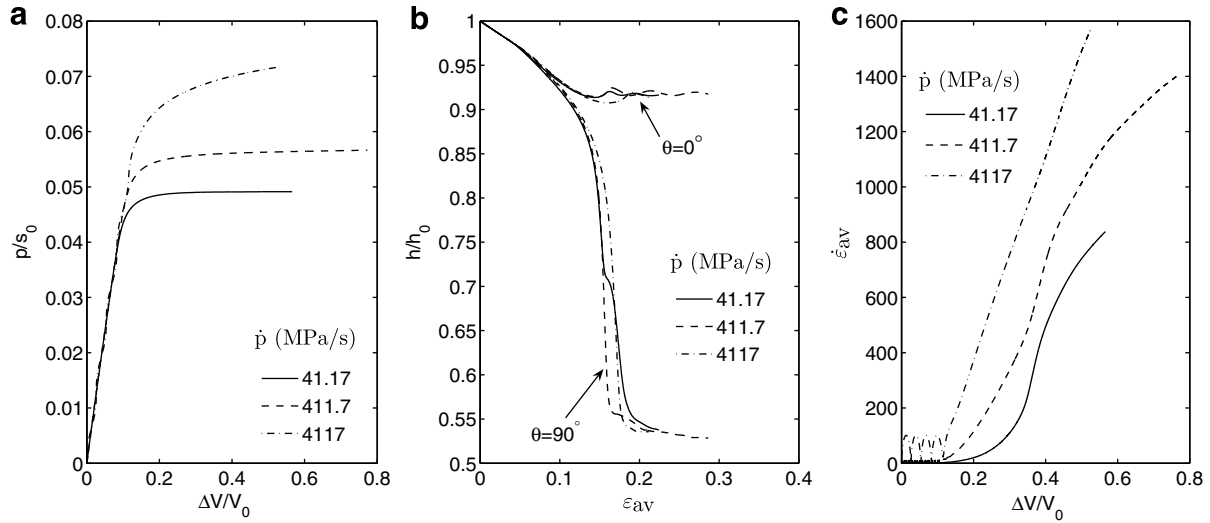 a
0.08
0.07
0.06
0.05
0.04
0.03
0.02
0.01
0
p/s₀
0 0.2 0.4 0.6 0.8
ΔV/V₀
ṗ (MPa/s)
41.17
411.7
4117
b
1
0.95
0.9
0.85
0.8
0.75
0.7
0.65
0.6
0.55
0.5
h/h₀
0 0.1 0.2 0.3 0.4
εav
θ=0°
ṗ (MPa/s)
41.17
411.7
4117
θ=90°
c
1600
1400
1200
1000
800
600
400
200
0
ε̇av
0 0.2 0.4 0.6 0.8
ΔV/V₀
ṗ (MPa/s)
41.17
411.7
4117